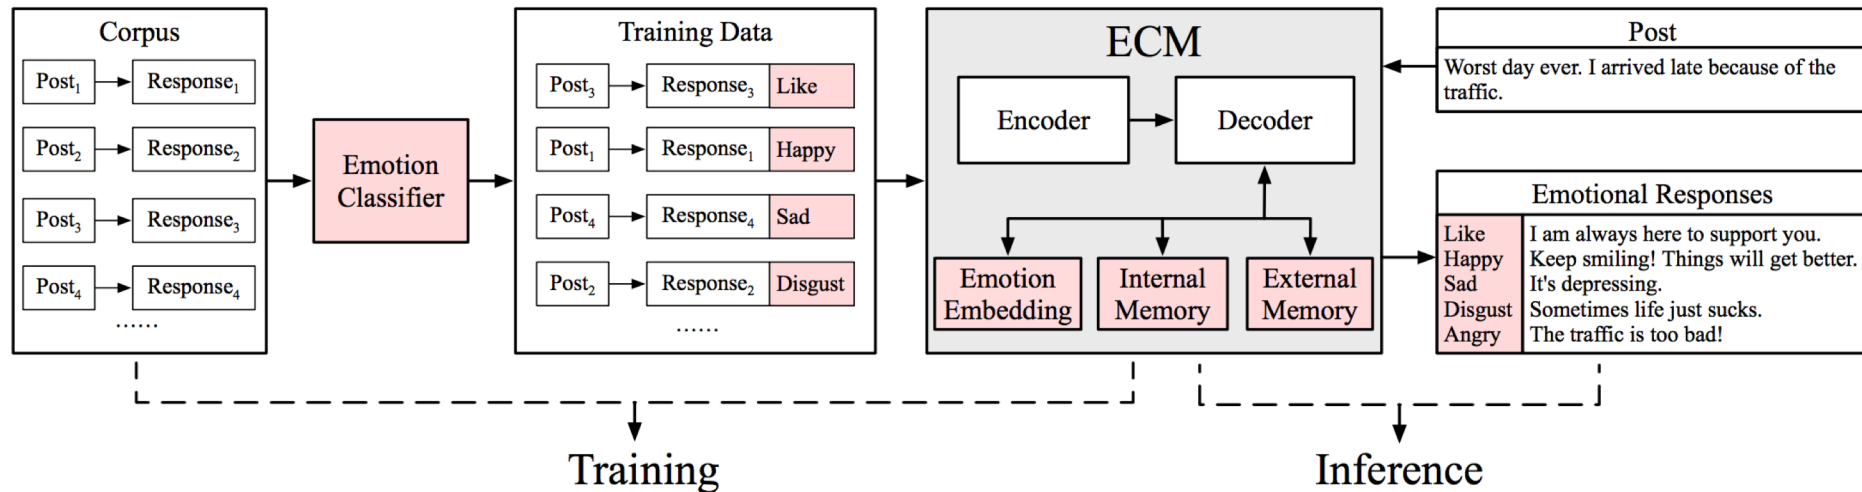 Corpus
Post₁ Response₁
Post₂ Response₂
Post₃ Response₃
Post₄ Response₄
......
Emotion
Classifier
Training Data
Post₃ Response₃ Like
Post₁ Response₁ Happy
Post₄ Response₄ Sad
Post₂ Response₂ Disgust
......
ECM
Encoder
Decoder
Emotion
Embedding
Internal
Memory
External
Memory
Post
Worst day ever. I arrived late because of the
traffic.
Emotional Responses
Like I am always here to support you.
Happy Keep smiling! Things will get better.
Sad It's depressing.
Disgust Sometimes life just sucks.
Angry The traffic is too bad!
Training
Inference